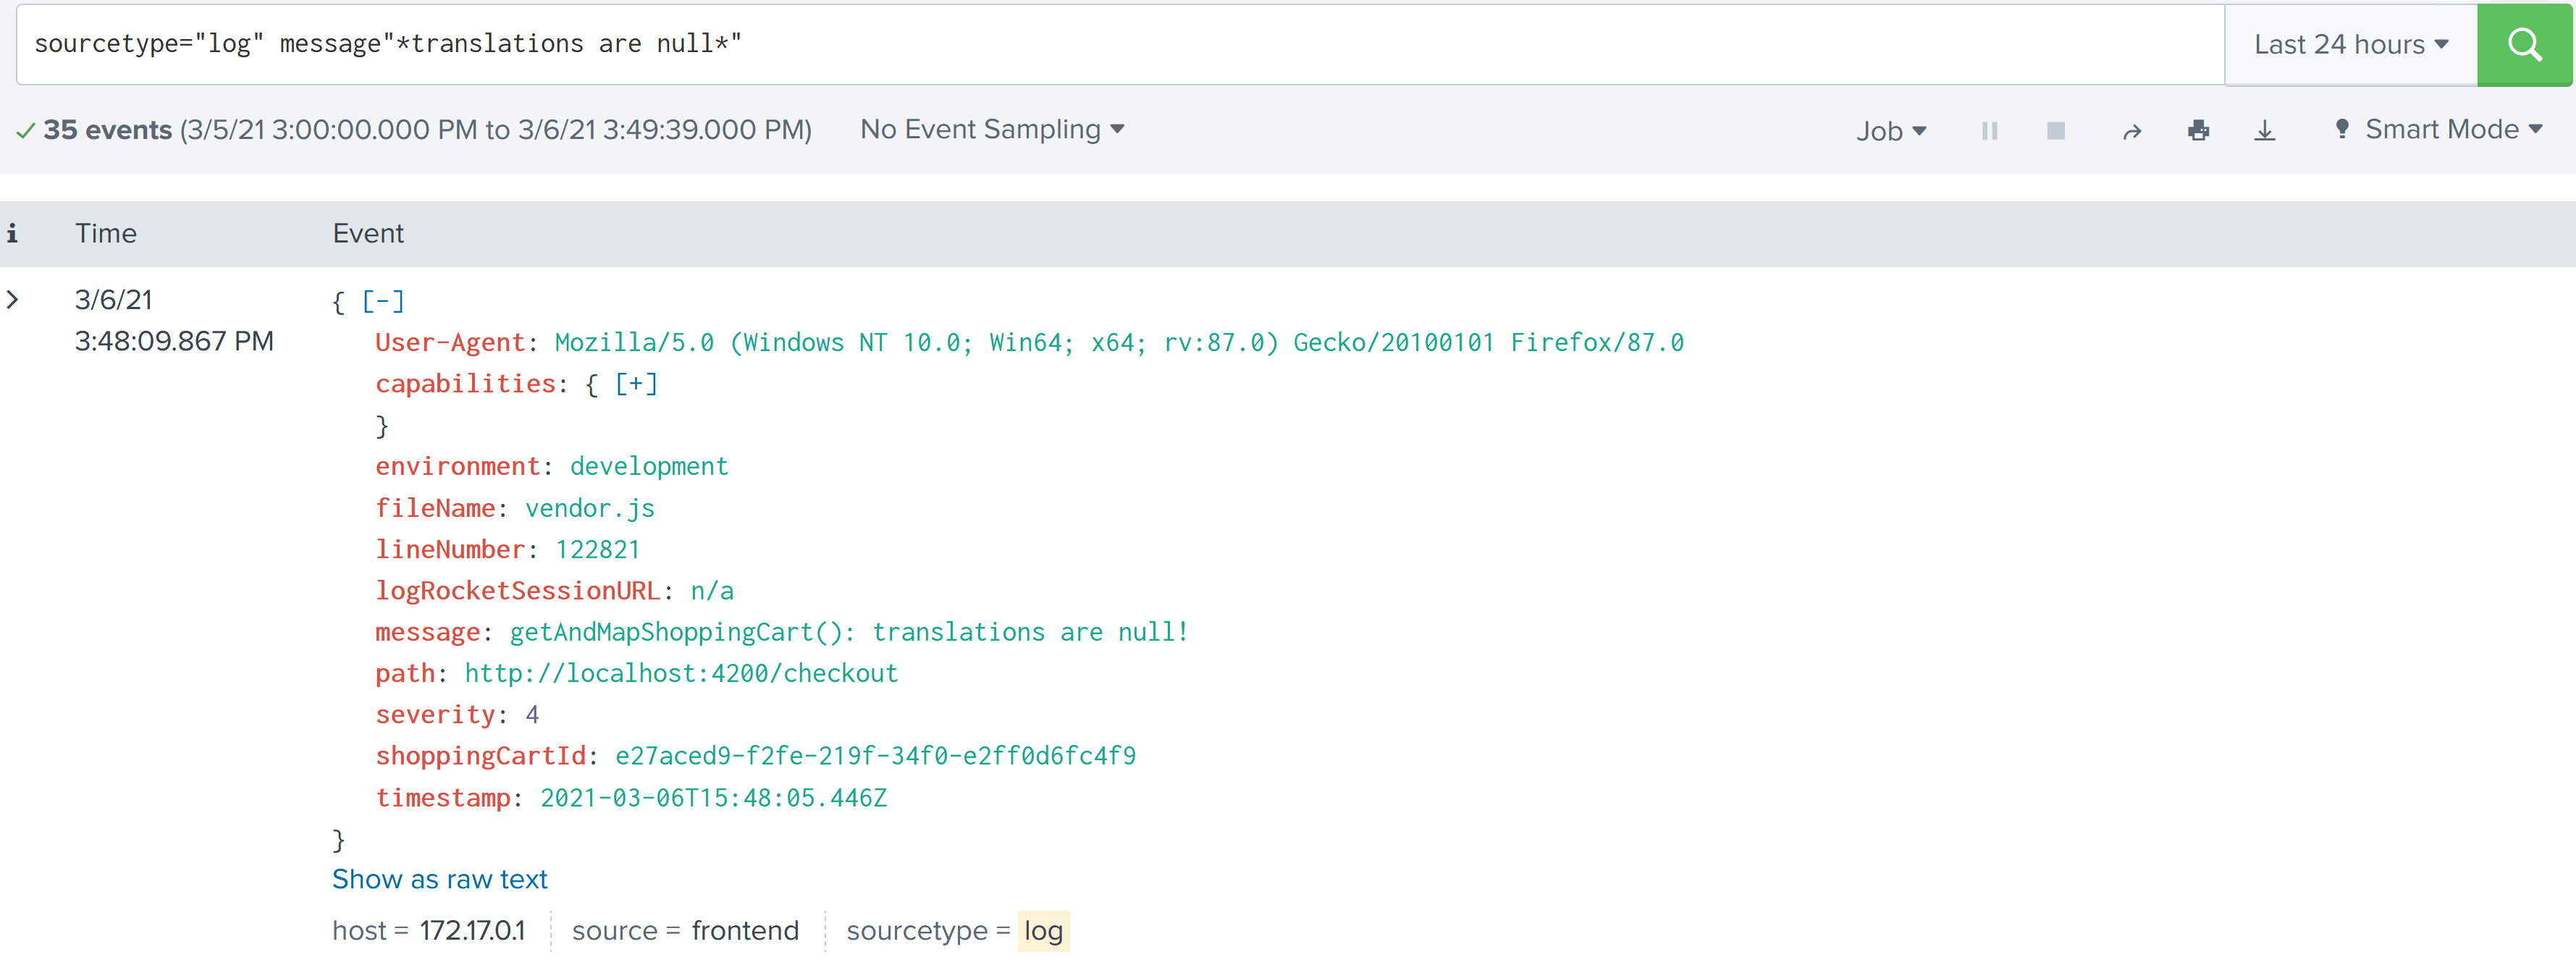 sourcetype="log" message"*translations are null*"
Last 24 hours
35 events (3/5/21 3:00:00.000 PM to 3/6/21 3:49:39.000 PM)
No Event Sampling
Job
Smart Mode
i
Time
Event
3/6/21
3:48:09.867 PM
{ [-]
User-Agent: Mozilla/5.0 (Windows NT 10.0; Win64; x64; rv:87.0) Gecko/20100101 Firefox/87.0
capabilities: { [+]
}
environment: development
fileName: vendor.js
lineNumber: 122821
logRocketSessionURL: n/a
message: getAndMapShoppingCart(): translations are null!
path: http://localhost:4200/checkout
severity: 4
shoppingCartId: e27aced9-f2fe-219f-34f0-e2ff0d6fc4f9
timestamp: 2021-03-06T15:48:05.446Z
}
Show as raw text
host = 172.17.0.1
source = frontend
sourcetype = log